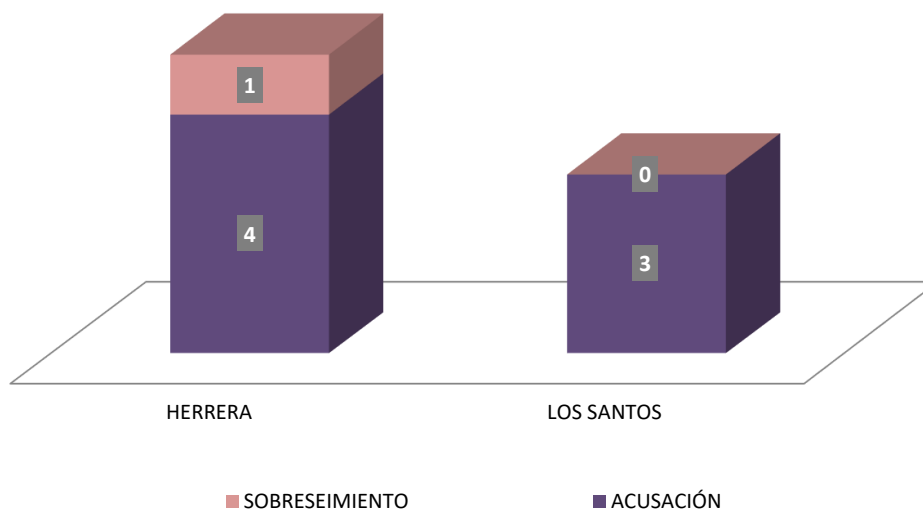 1
0
4
3
HERRERA
LOS SANTOS
SOBRESEIMIENTO
ACUSACIÓN